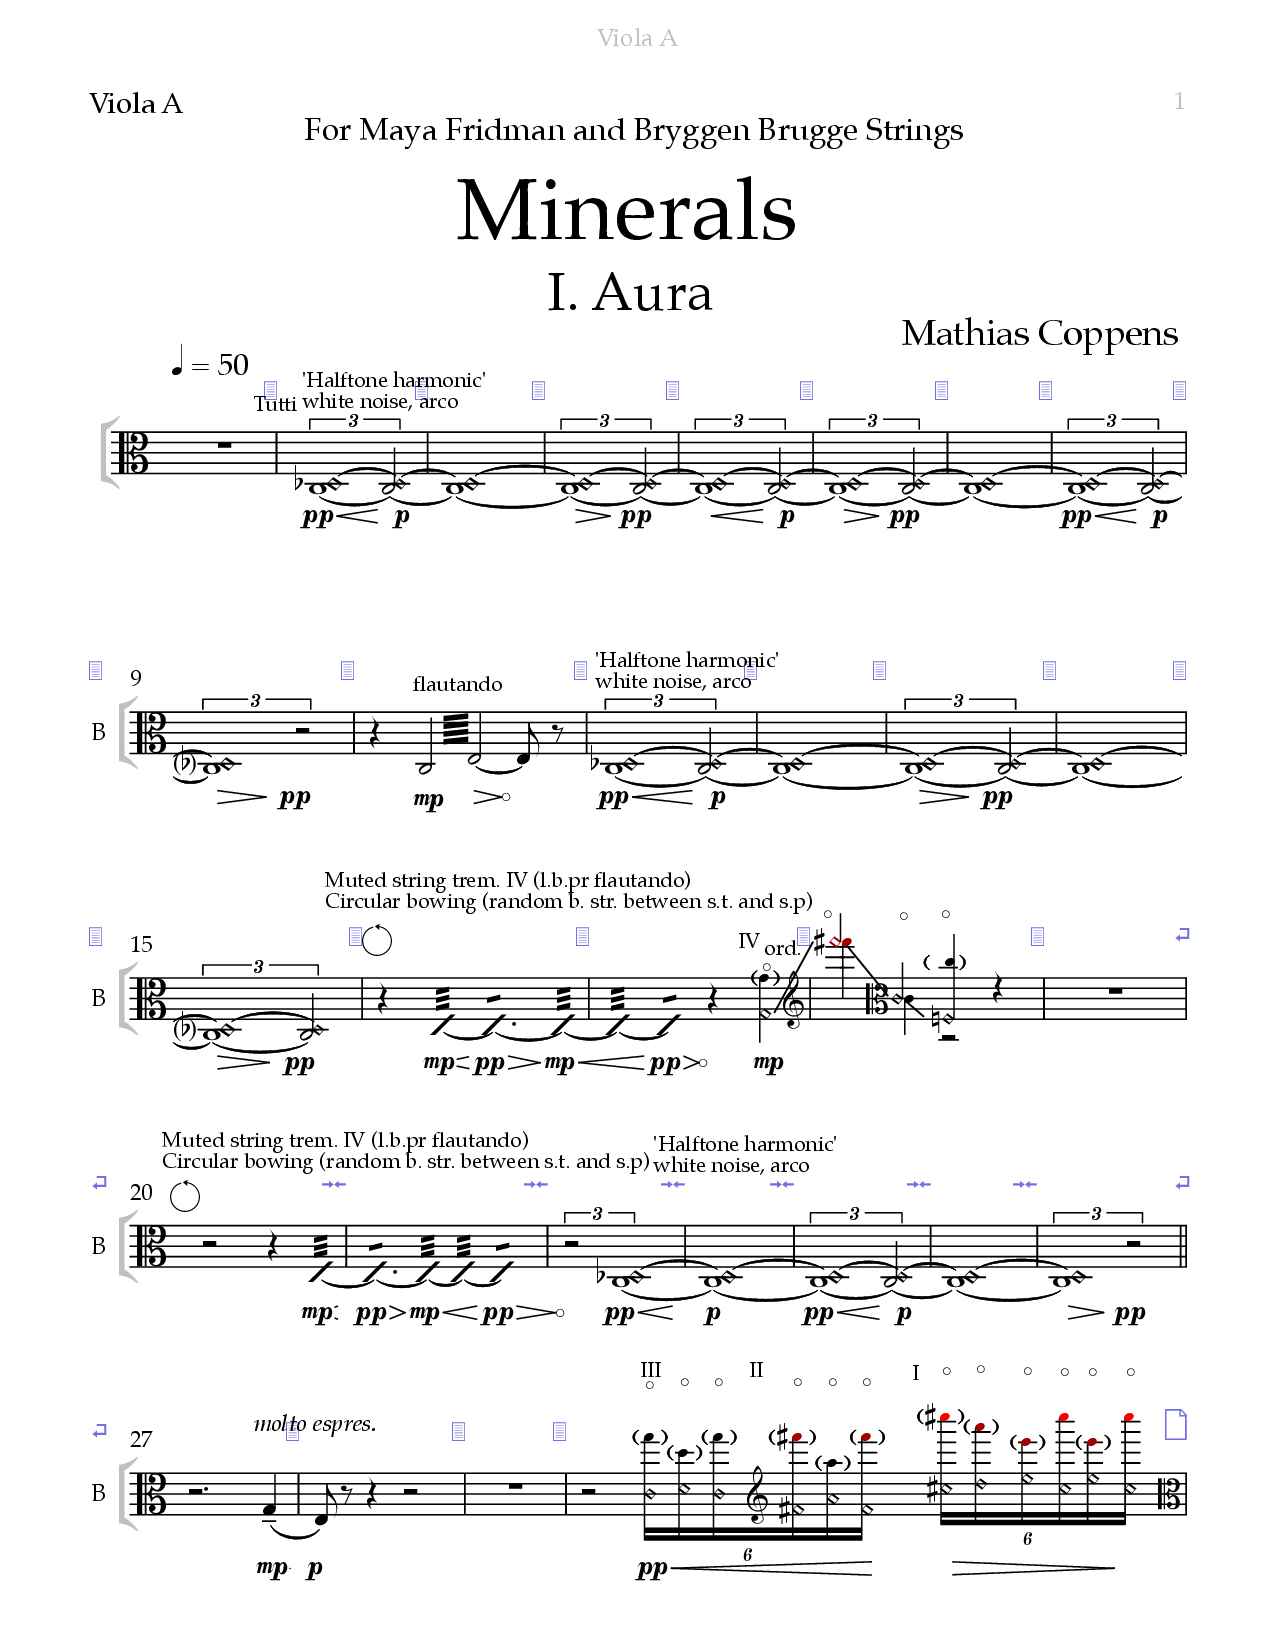 Viola A
Viola A
1
For Maya Fridman and Bryggen Brugge Strings
Minerals
I. Aura
Mathias Coppens
= 50
Tutti
'Halftone harmonic'
white noise, arco
3 3 3 3 3
pp p pp p pp pp p
9
flautando
'Halftone harmonic'
white noise, arco
B
3 3 3
pp mp pp p pp
Muted string trem. IV (l.b.pr flautando)
Circular bowing (random b. str. between s.t. and s.p)
15
IV ord.
B
3
pp mp pp mp pp mp
Muted string trem. IV (l.b.pr flautando)
Circular bowing (random b. str. between s.t. and s.p)
'Halftone harmonic'
white noise, arco
20
B
3 3 3
mp pp mp pp pp p pp p pp
III II I
27
molto espres.
B
6 6
mp p pp